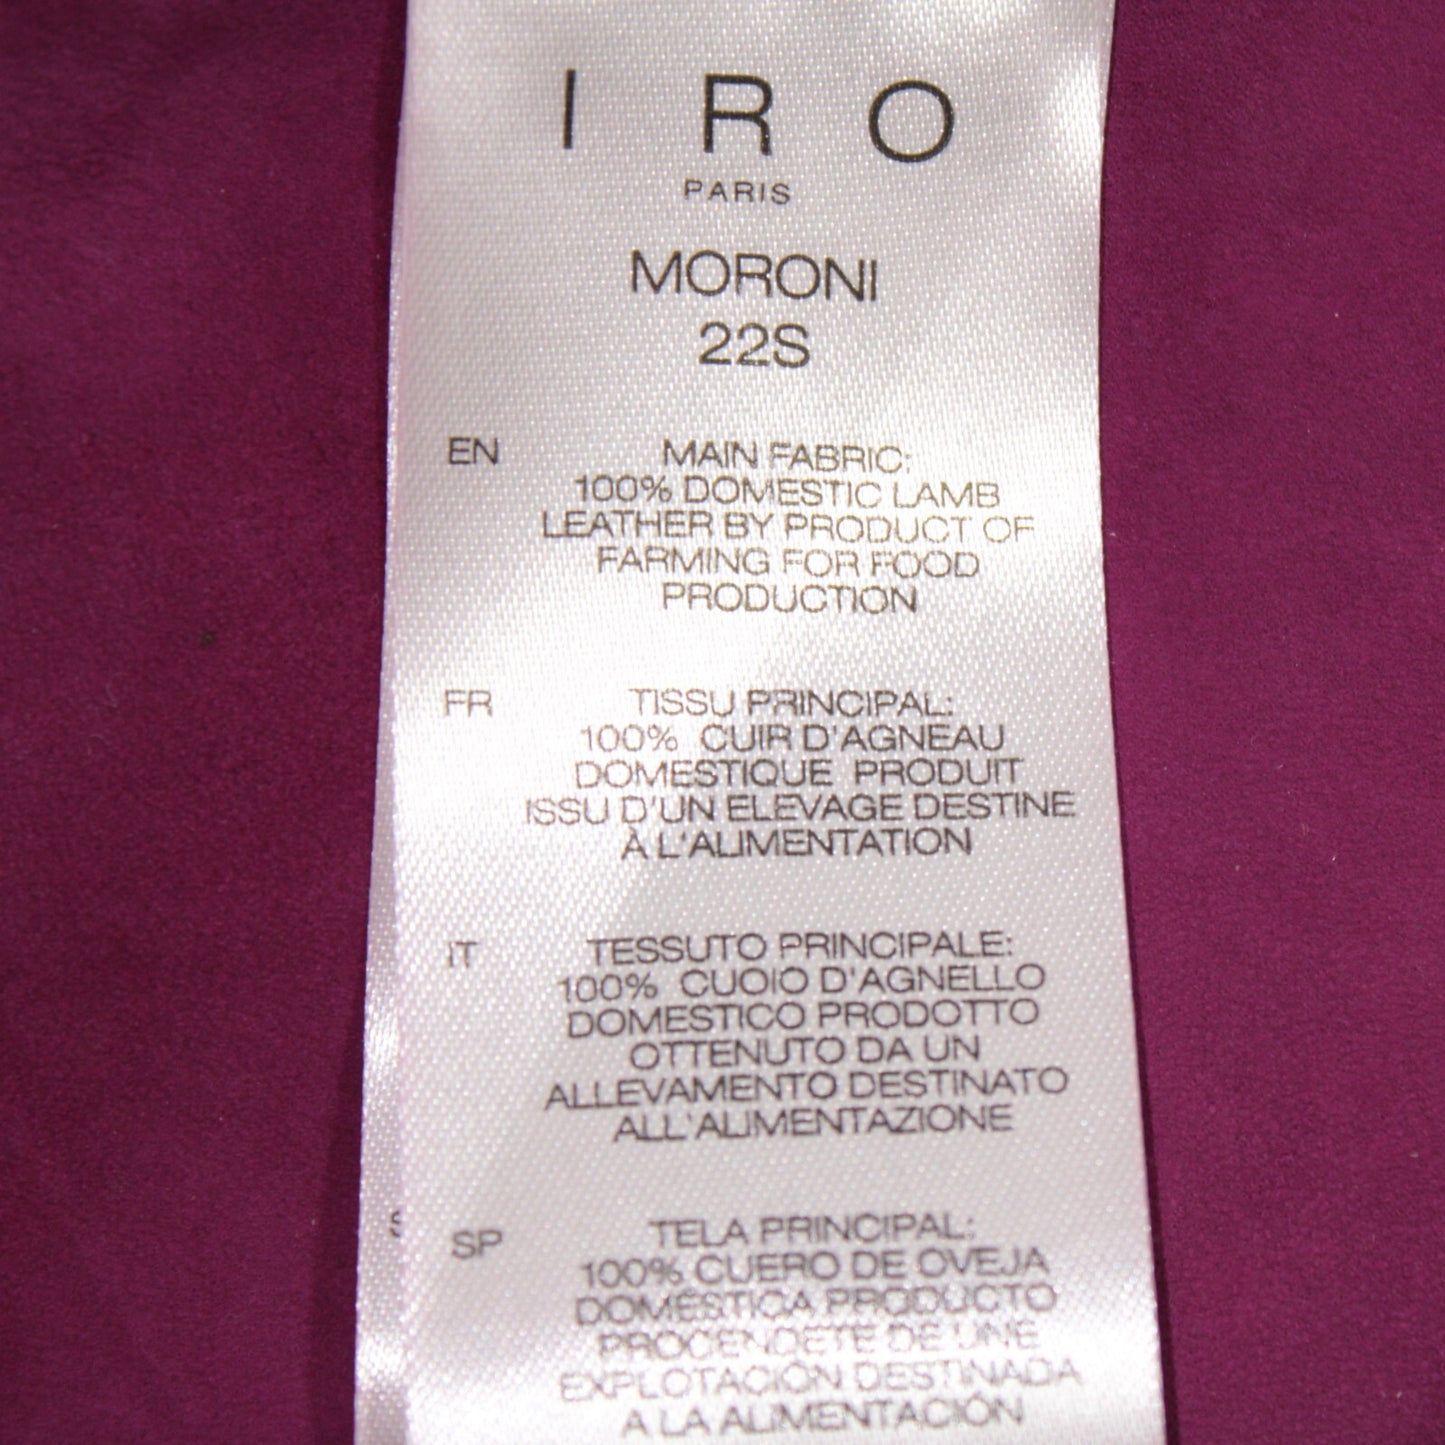 I R O
PARIS
MORONI
22S
EN MAIN FABRIC:
100% DOMESTIC LAMB
LEATHER BY PRODUCT OF
FARMING FOR FOOD
PRODUCTION
FR TISSU PRINCIPAL:
100% CUIR D'AGNEAU
DOMESTIQUE PRODUIT
ISSU D'UN ELEVAGE DESTINE
À L'ALIMENTATION
IT TESSUTO PRINCIPALE:
100% CUOIO D'AGNELLO
DOMESTICO PRODOTTO
OTTENUTO DA UN
ALLEVAMENTO DESTINATO
ALL'ALIMENTAZIONE
SP TELA PRINCIPAL:
100% CUERO DE OVEJA
DOMÉSTICA PRODUCTO
PROCENDETE DE UNE
EXPLOTACIÓN DESTINADA
A LA ALIMENTACIÓN